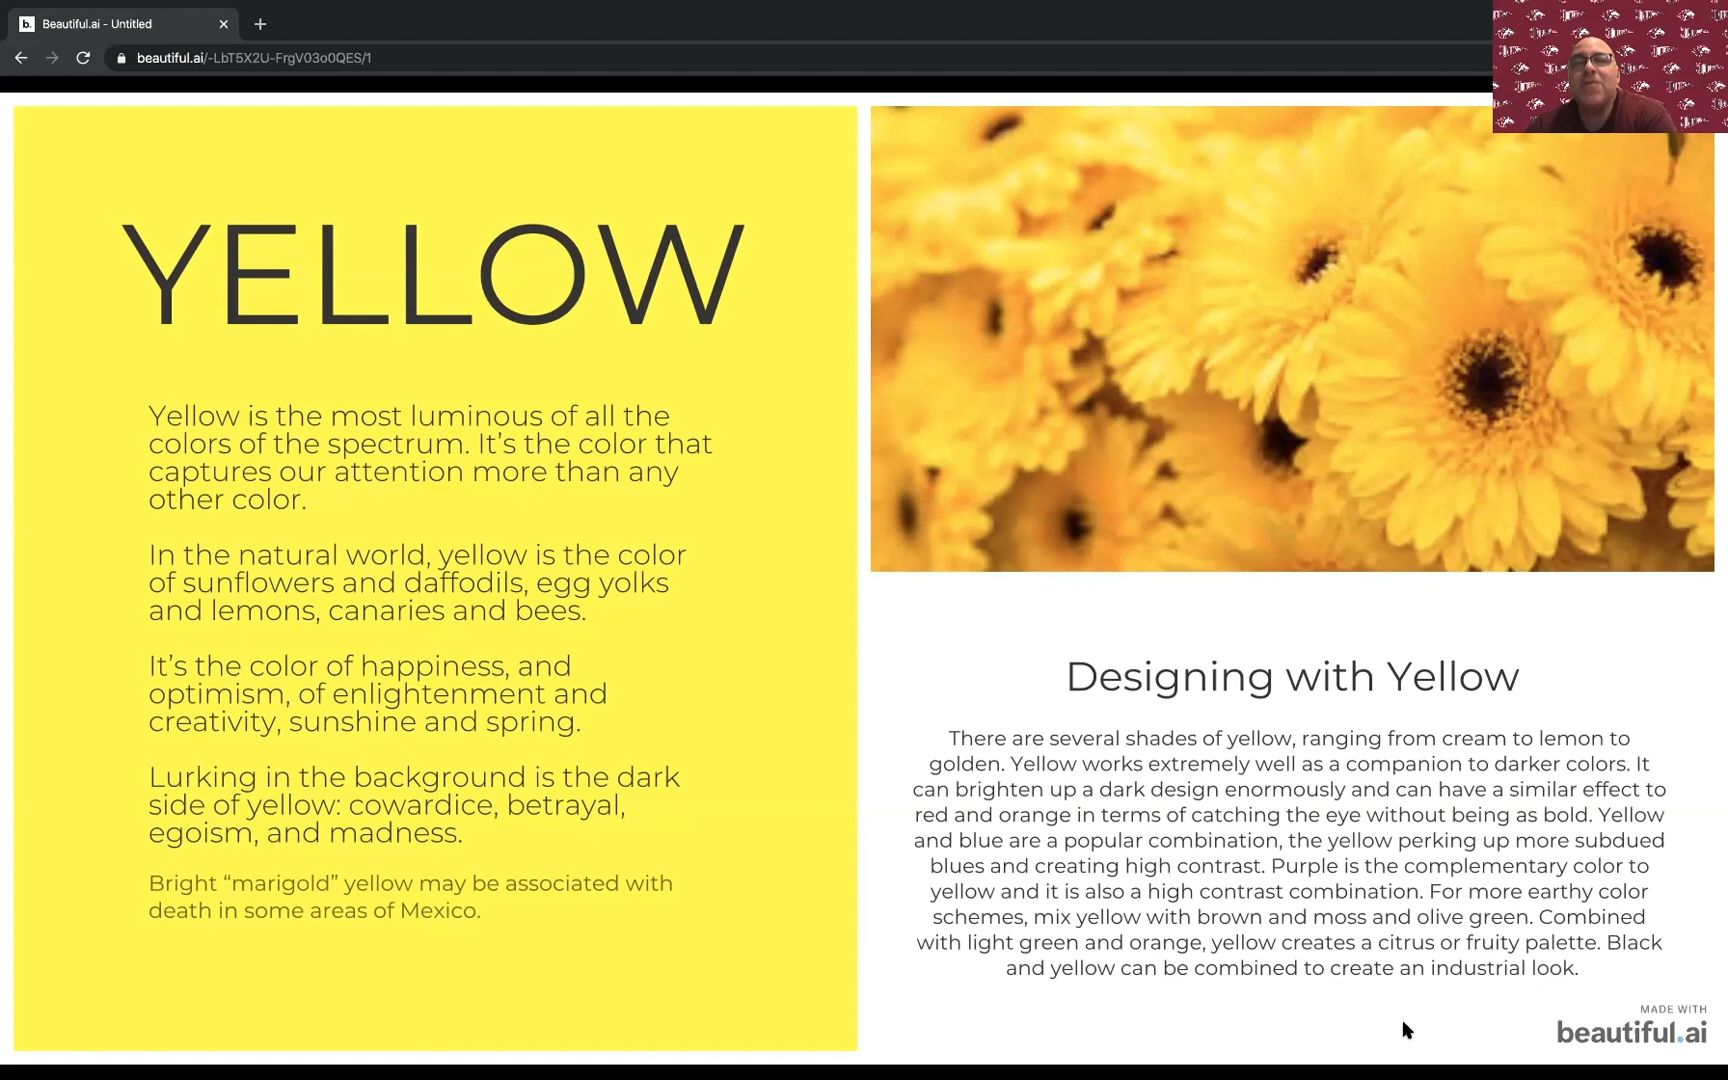 Beautiful.ai - Untitled
beautiful.ai/-LbT5X2U-FrgV03o0QES/1
YELLOW
Yellow is the most luminous of all the
colors of the spectrum. It’s the color that
captures our attention more than any
other color.
In the natural world, yellow is the color
of sunflowers and daffodils, egg yolks
and lemons, canaries and bees.
It’s the color of happiness, and
optimism, of enlightenment and
creativity, sunshine and spring.
Lurking in the background is the dark
side of yellow: cowardice, betrayal,
egoism, and madness.
Bright “marigold” yellow may be associated with
death in some areas of Mexico.
Designing with Yellow
There are several shades of yellow, ranging from cream to lemon to
golden. Yellow works extremely well as a companion to darker colors. It
can brighten up a dark design enormously and can have a similar effect to
red and orange in terms of catching the eye without being as bold. Yellow
and blue are a popular combination, the yellow perking up more subdued
blues and creating high contrast. Purple is the complementary color to
yellow and it is also a high contrast combination. For more earthy color
schemes, mix yellow with brown and moss and olive green. Combined
with light green and orange, yellow creates a citrus or fruity palette. Black
and yellow can be combined to create an industrial look.
MADE WITH
beautiful.ai